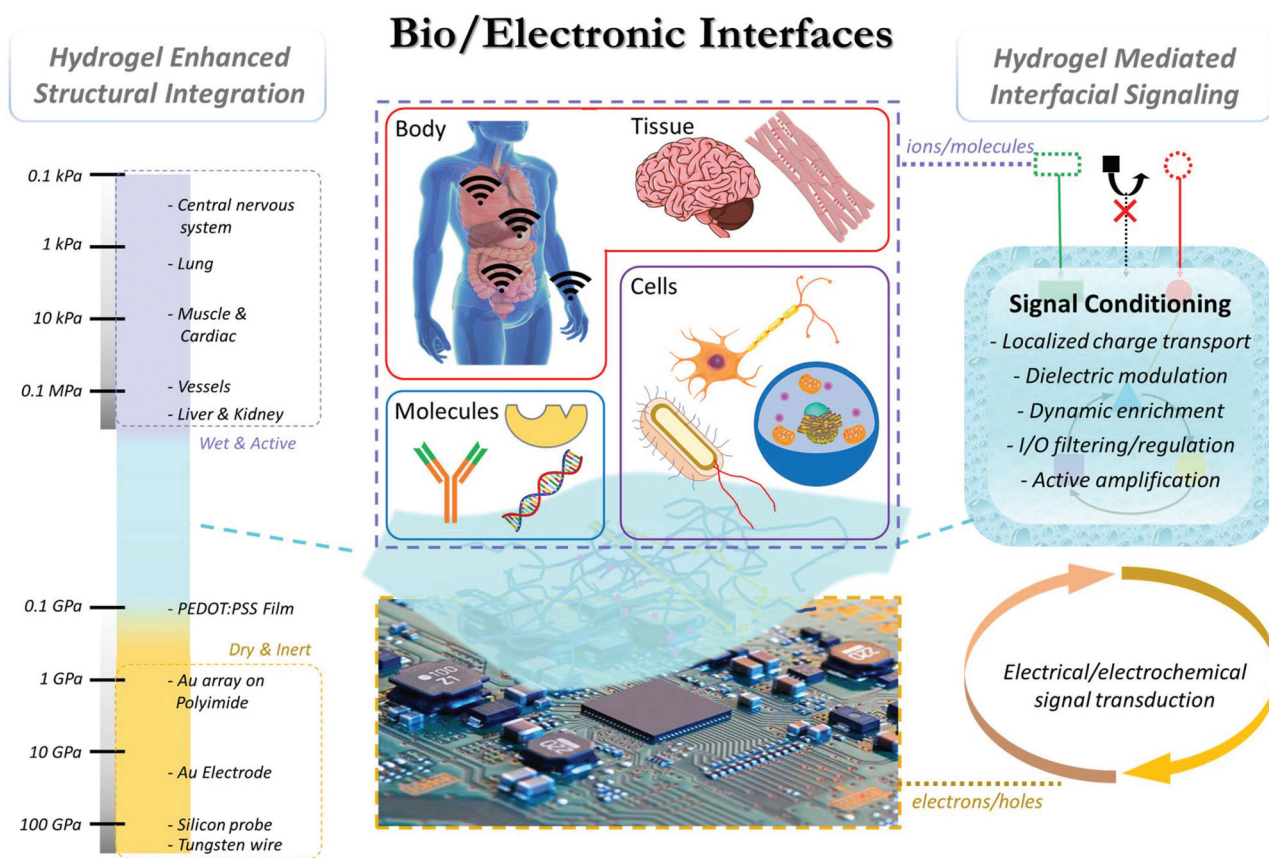 Bio/Electronic Interfaces
Hydrogel Enhanced
Structural Integration
0.1 kPa
- Central nervous
system
1 kPa
- Lung
10 kPa
- Muscle &
Cardiac
0.1 MPa
- Vessels
- Liver & Kidney
Wet & Active
0.1 GPa
- PEDOT:PSS Film
Dry & Inert
1 GPa
- Au array on
Polyimide
10 GPa
- Au Electrode
100 GPa
- Silicon probe
- Tungsten wire
Body
Tissue
Cells
Molecules
100
Z1
220
Hydrogel Mediated
Interfacial Signaling
ions/molecules
Signal Conditioning
- Localized charge transport
- Dielectric modulation
- Dynamic enrichment
- I/O filtering/regulation
- Active amplification
Electrical/electrochemical
signal transduction
electrons/holes